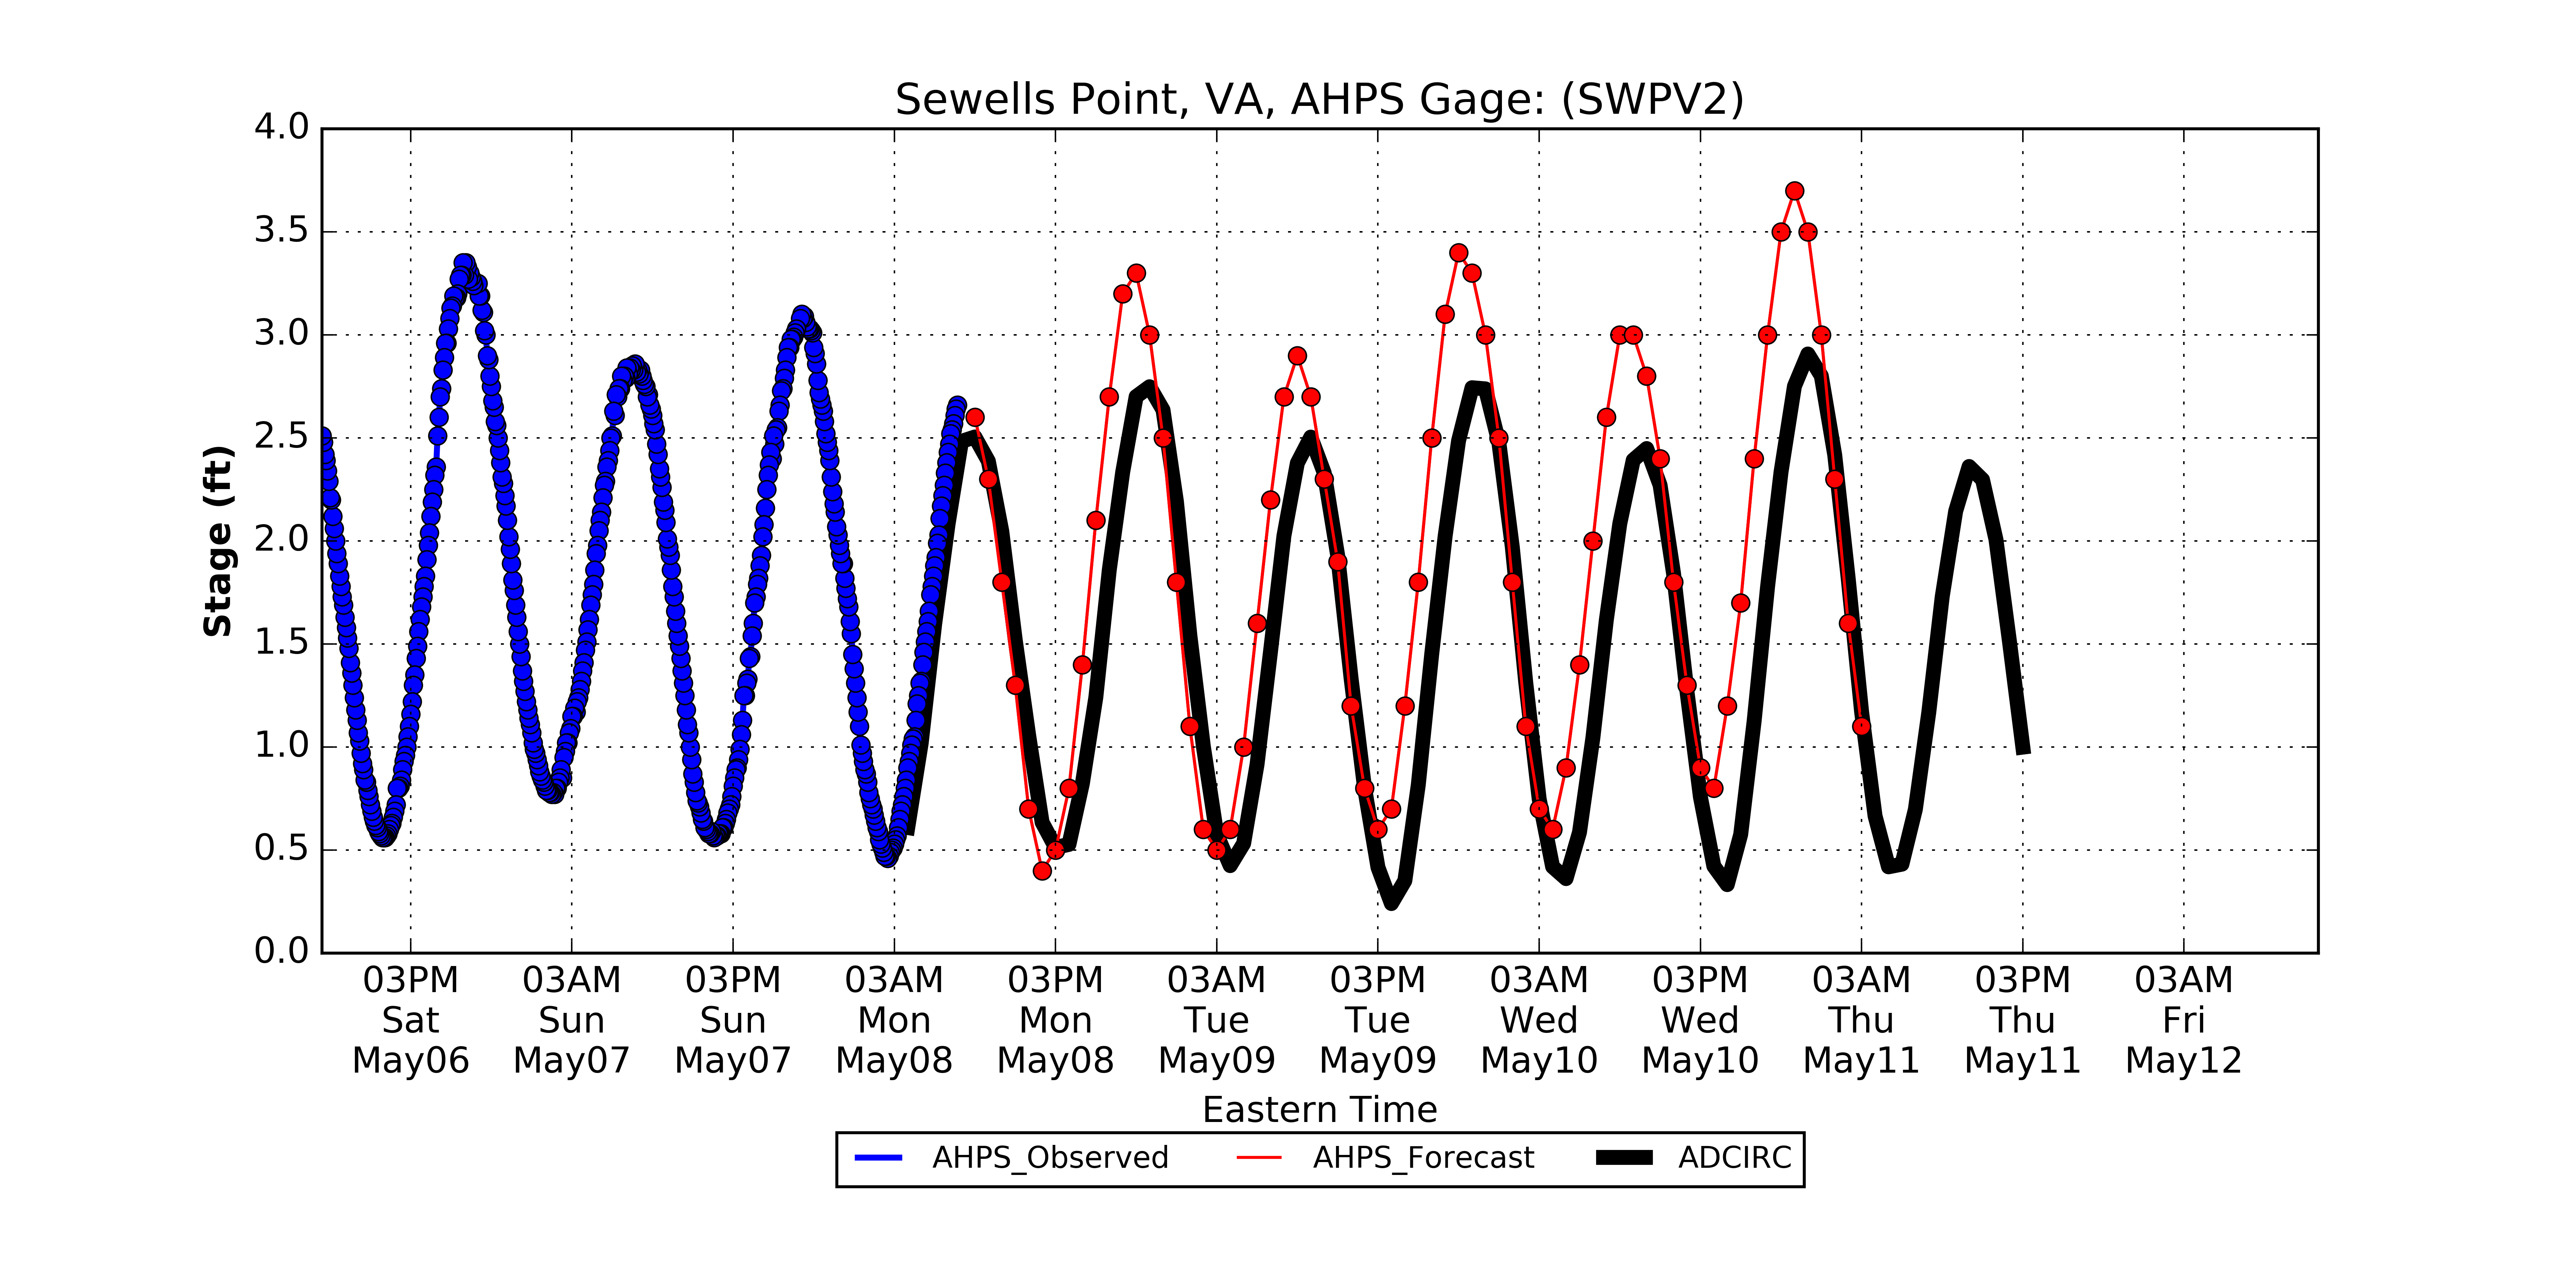 Sewells Point, VA, AHPS Gage: (SWPV2)
4.0
3.5
3.0
2.5
2.0
1.5
1.0
0.5
0.0
Stage (ft)
03PM 03AM 03PM 03AM 03PM 03AM 03PM 03AM 03PM 03AM 03PM 03AM
Sat Sun Sun Mon Mon Tue Tue Wed Wed Thu Thu Fri
May06 May07 May07 May08 May08 May09 May09 May10 May10 May11 May11 May12
Eastern Time
AHPS_Observed AHPS_Forecast ADCIRC